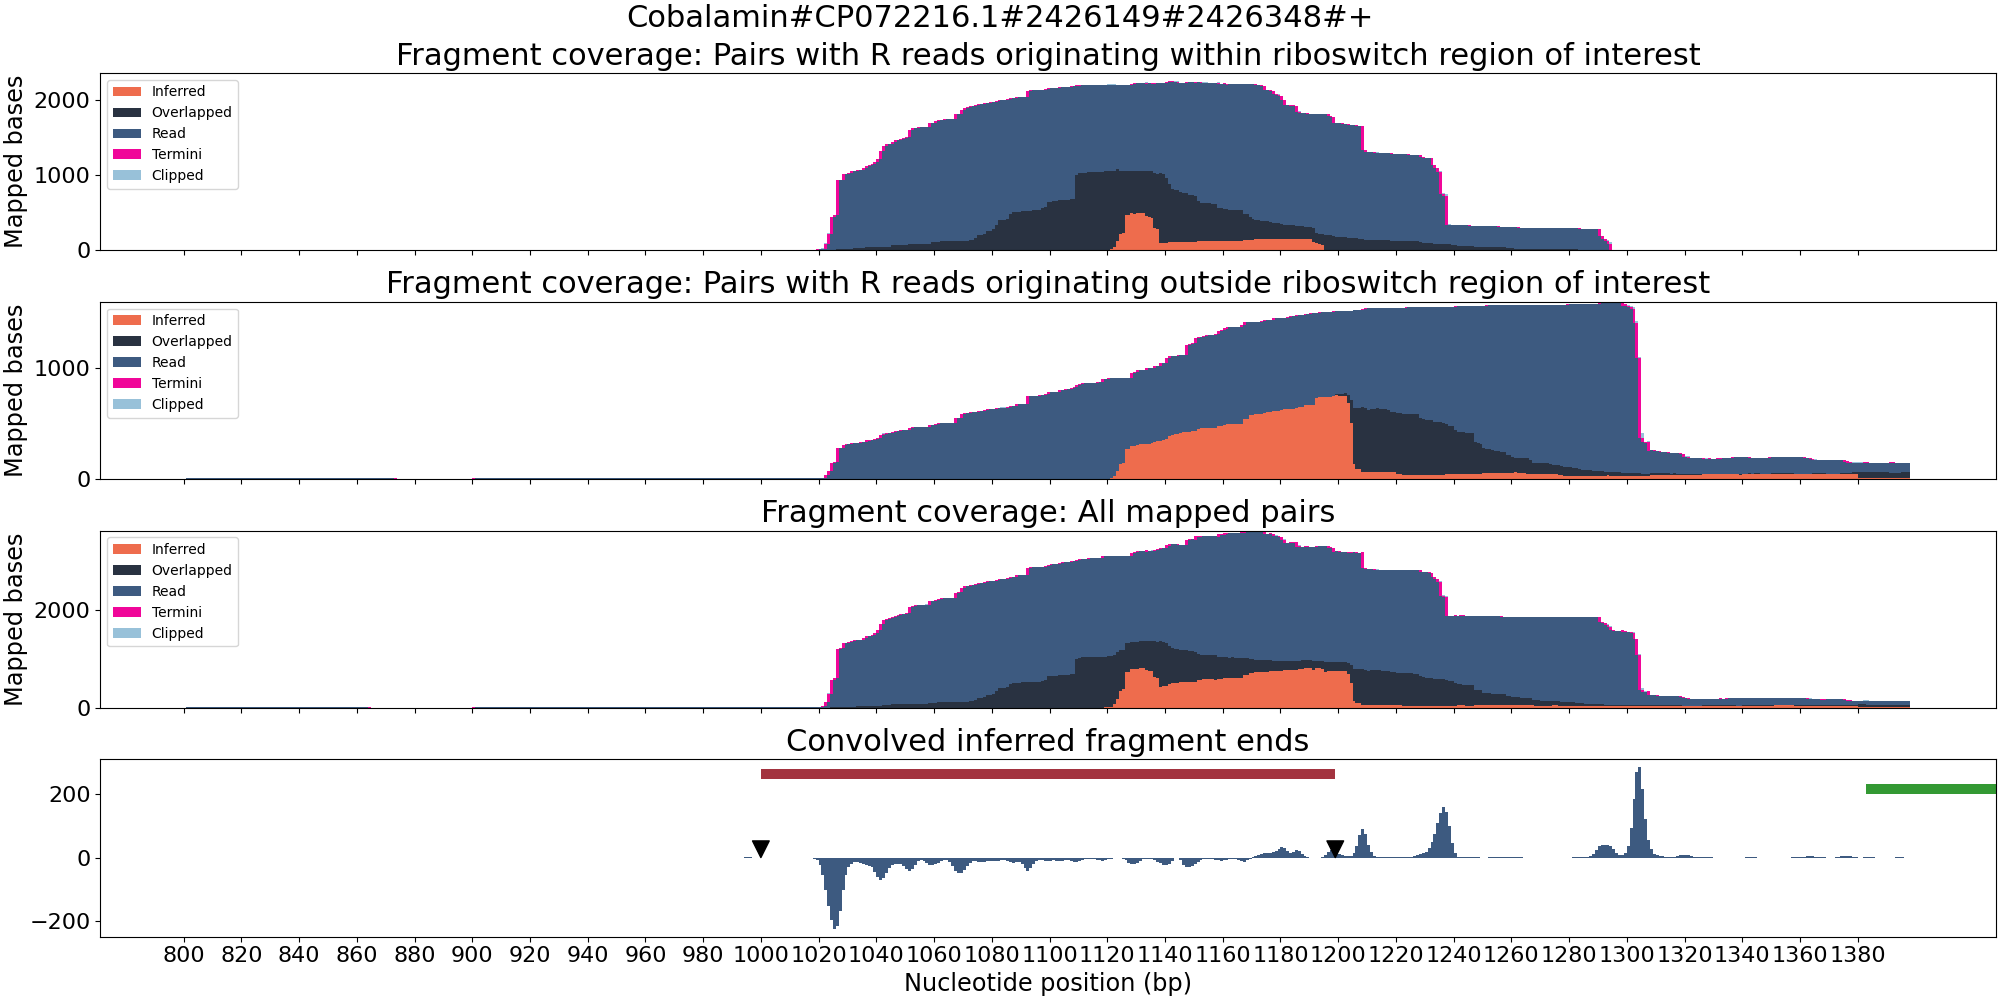 Cobalamin#CP072216.1#2426149#2426348#+
Fragment coverage: Pairs with R reads originating within riboswitch region of interest
Mapped bases
2000
1000
0
Inferred
Overlapped
Read
Termini
Clipped
Fragment coverage: Pairs with R reads originating outside riboswitch region of interest
Mapped bases
1000
0
Inferred
Overlapped
Read
Termini
Clipped
Fragment coverage: All mapped pairs
Mapped bases
2000
0
Inferred
Overlapped
Read
Termini
Clipped
Convolved inferred fragment ends
200
0
−200
800 820 840 860 880 900 920 940 960 980 1000 1020 1040 1060 1080 1100 1120 1140 1160 1180 1200 1220 1240 1260 1280 1300 1320 1340 1360 1380
Nucleotide position (bp)